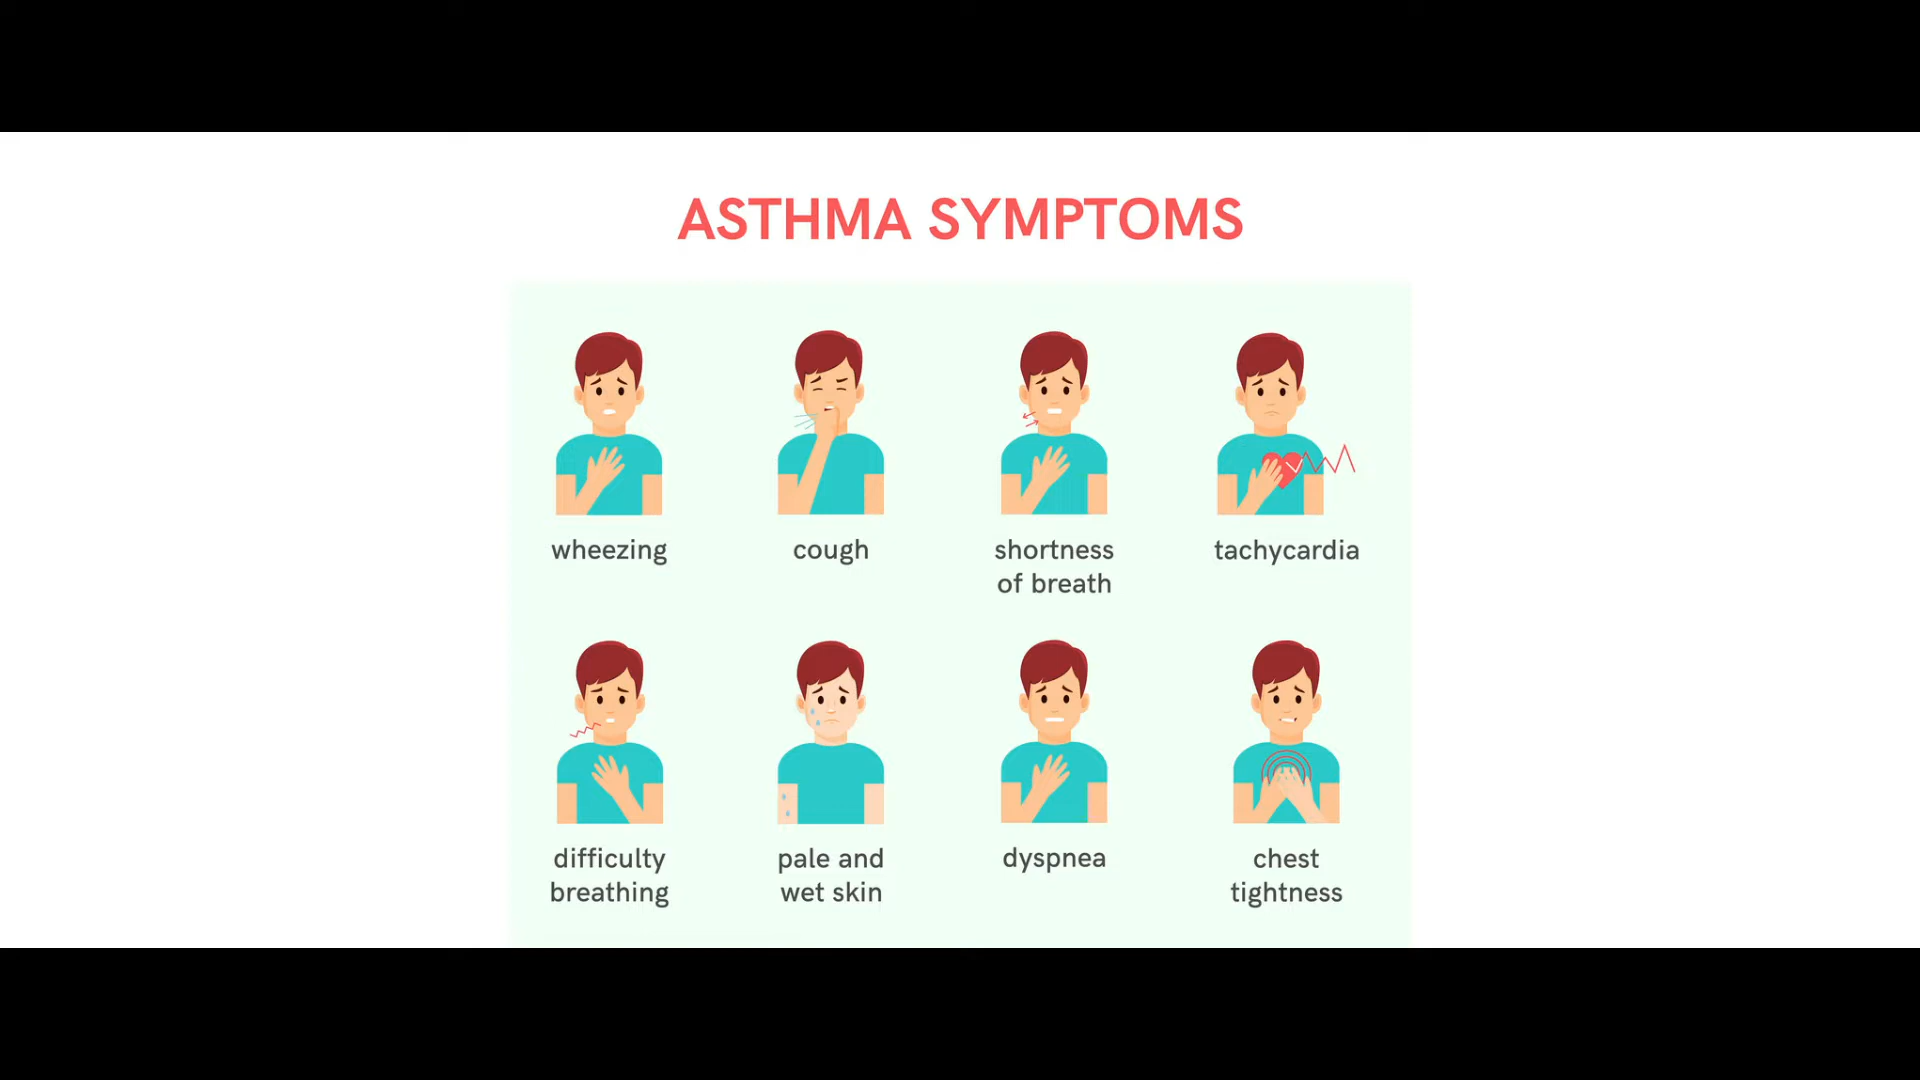 ASTHMA SYMPTOMS
wheezing
cough
shortness
of breath
tachycardia
difficulty
breathing
pale and
wet skin
dyspnea
chest
tightness